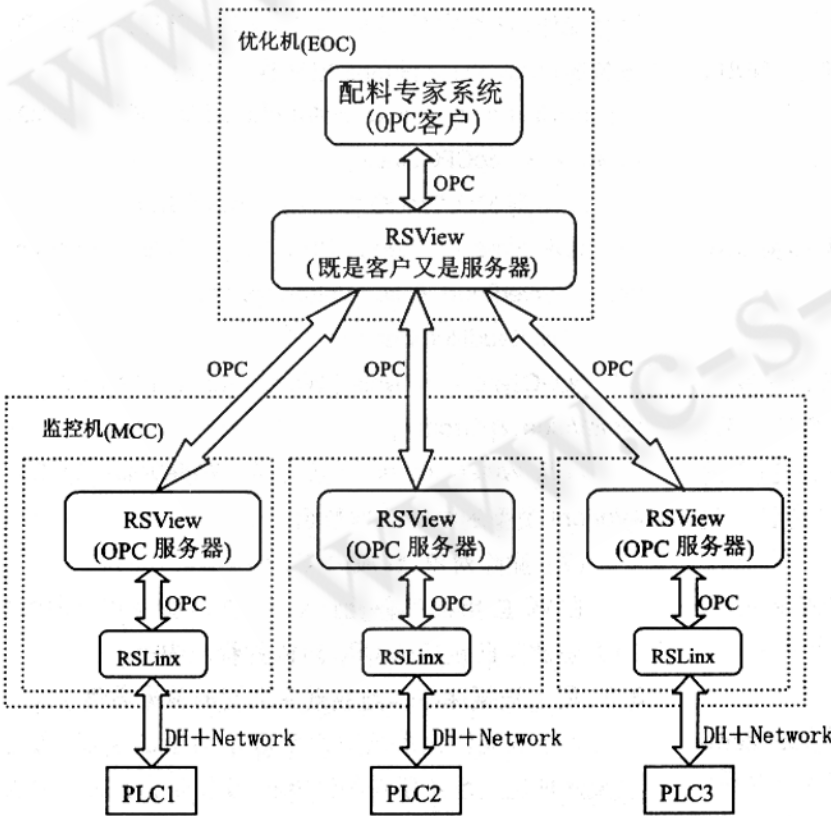 优化机(EOC)
配料专家系统
(OPC客户)
OPC
RSView
(既是客户又是服务器)
OPC
OPC
OPC
监控机(MCC)
RSView
(OPC 服务器)
RSView
(OPC 服务器)
RSView
(OPC 服务器)
OPC
OPC
OPC
RSLinx
RSLinx
RSLinx
DH+Network
DH+Network
DH+Network
PLC1
PLC2
PLC3
www.c-s-